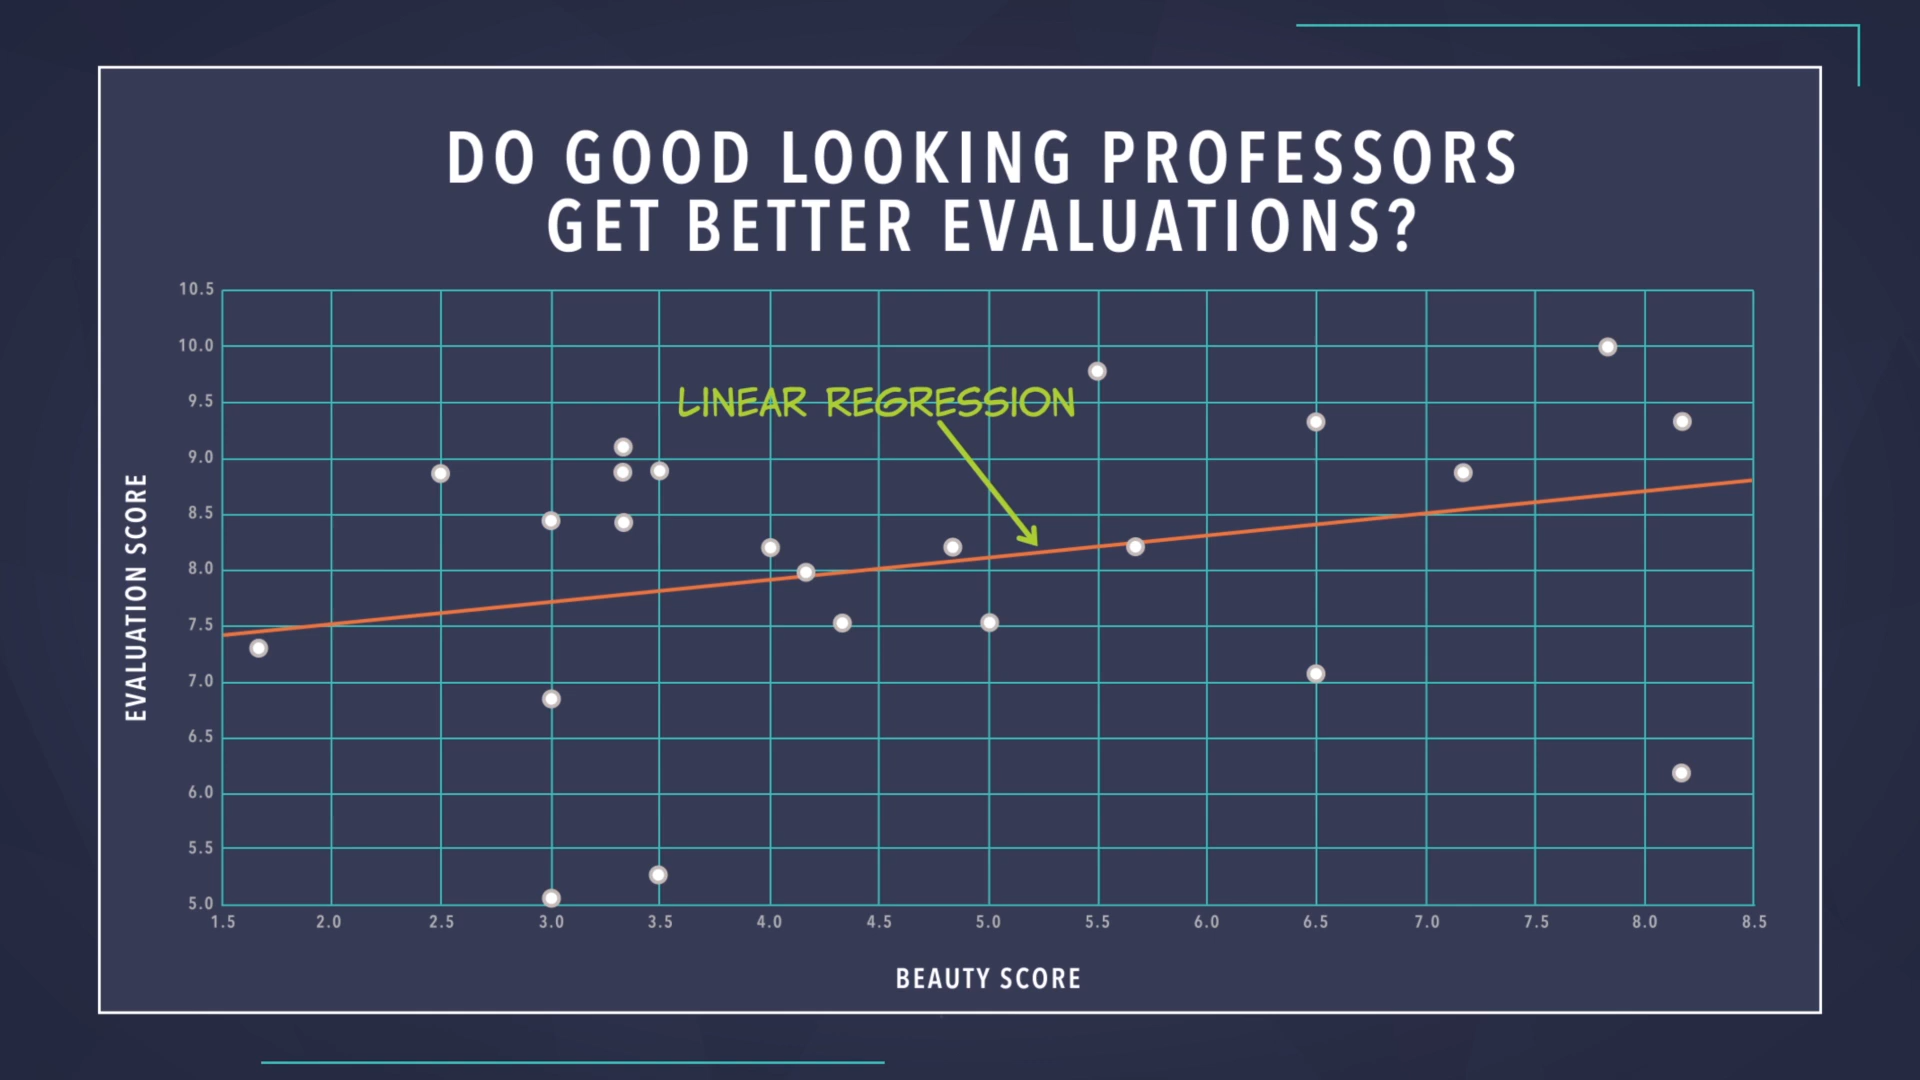 DO GOOD LOOKING PROFESSORS
GET BETTER EVALUATIONS?
LINEAR REGRESSION
EVALUATION SCORE
10.5
10.0
9.5
9.0
8.5
8.0
7.5
7.0
6.5
6.0
5.5
5.0
1.5 2.0 2.5 3.0 3.5 4.0 4.5 5.0 5.5 6.0 6.5 7.0 7.5 8.0 8.5
BEAUTY SCORE